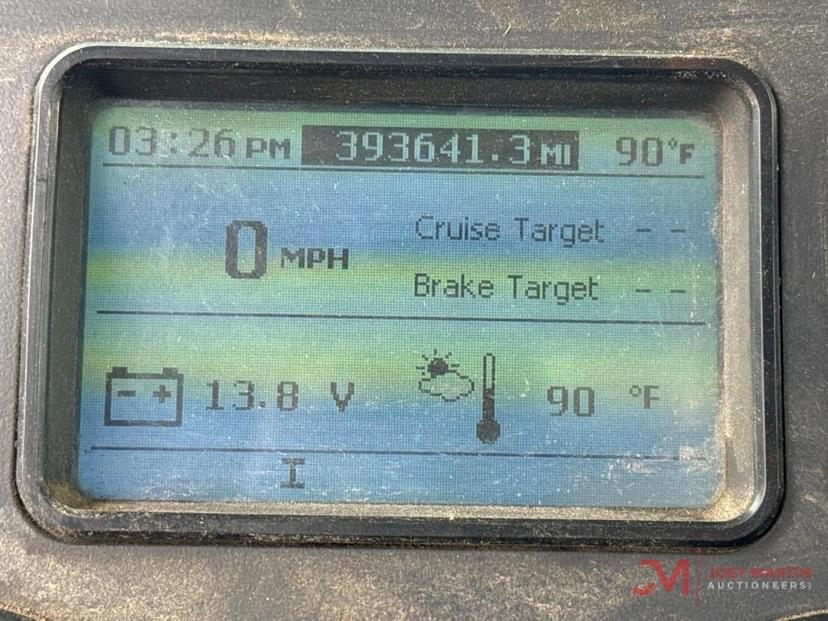 03:26 PM 393641.3 MI 90°F
0 MPH
Cruise Target - -
Brake Target - -
- + 13.8 V 90 °F
I
JM JOEY MARTIN
AUCTIONEERS